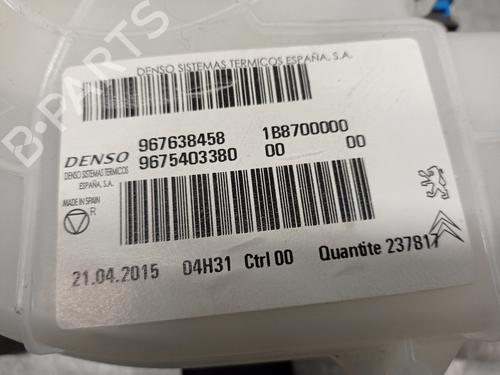 DENSO SISTEMAS TERMICOS ESPAÑA, S.A.
967638458 1B8700000
DENSO 9675403380 00 00
DENSO SISTEMAS TERMICOS
ESPAÑA, S.A.
MADE IN SPAIN
R
21.04.2015 04H31 Ctrl 00 Quantite 237817
B-Parts